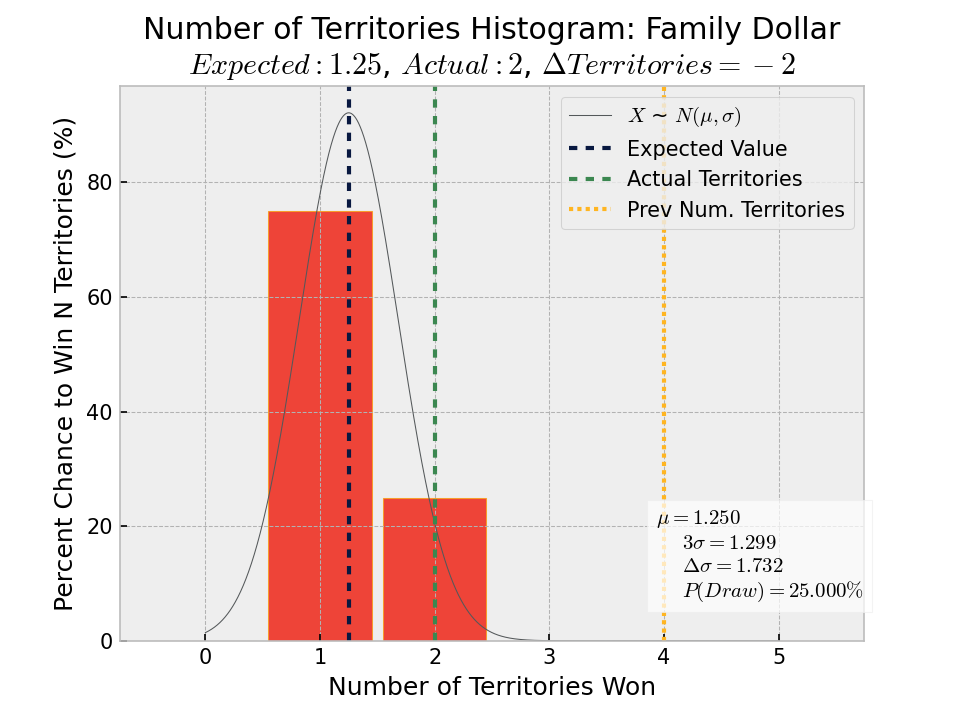 Number of Territories Histogram: Family Dollar
Expected : 1.25, Actual : 2, ΔTerritories = −2
Percent Chance to Win N Territories (%)
80
60
40
20
0
X ~ N(μ, σ)
Expected Value
Actual Territories
Prev Num. Territories
μ = 1.250
3σ = 1.299
Δσ = 1.732
P(Draw) = 25.000%
0 1 2 3 4 5
Number of Territories Won